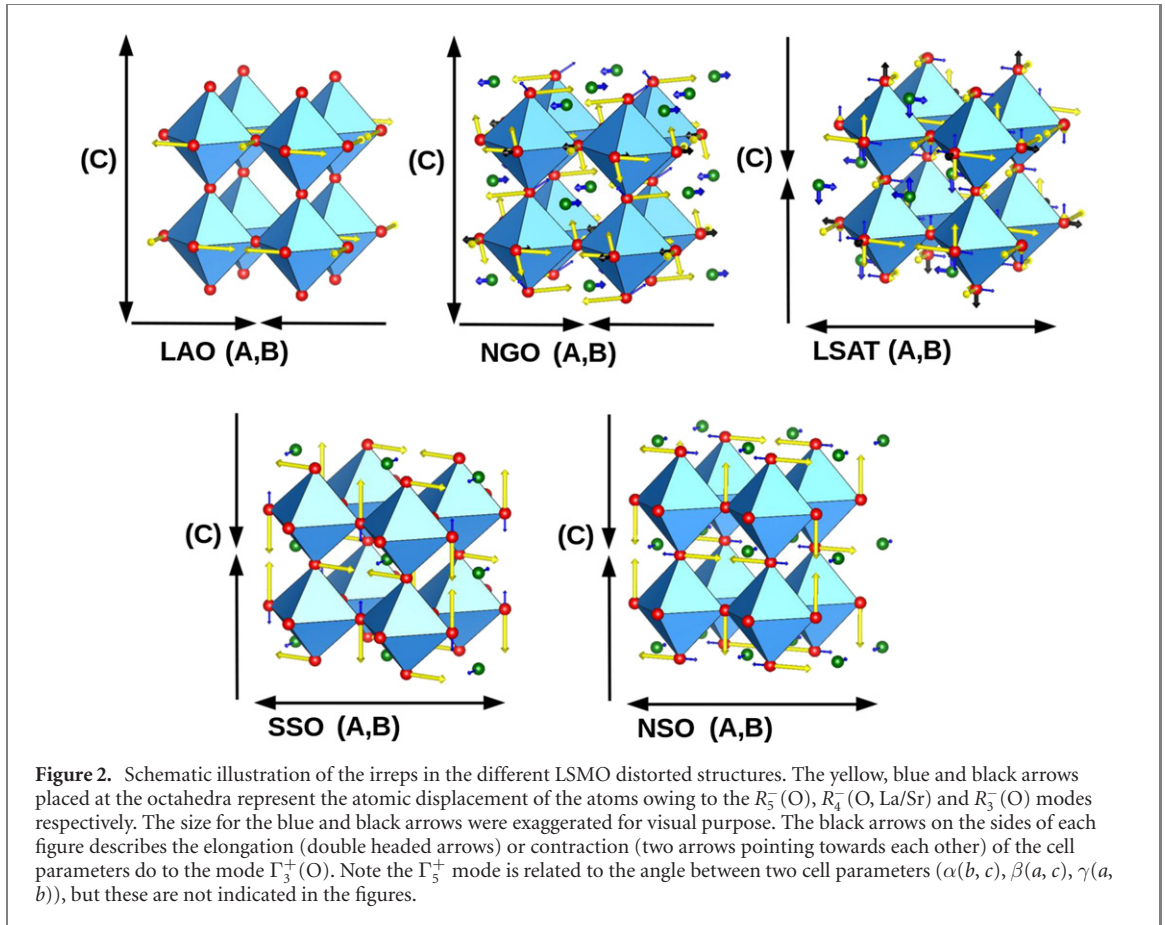 (C)
LAO (A,B)
(C)
NGO (A,B)
(C)
LSAT (A,B)
(C)
SSO (A,B)
(C)
NSO (A,B)
Figure 2. Schematic illustration of the irreps in the different LSMO distorted structures. The yellow, blue and black arrows
placed at the octahedra represent the atomic displacement of the atoms owing to the R₅⁻(O), R₄⁻(O, La/Sr) and R₃⁻(O) modes
respectively. The size for the blue and black arrows were exaggerated for visual purpose. The black arrows on the sides of each
figure describes the elongation (double headed arrows) or contraction (two arrows pointing towards each other) of the cell
parameters do to the mode Γ₃⁺(O). Note the Γ₅⁺ mode is related to the angle between two cell parameters (α(b, c), β(a, c), γ(a,
b)), but these are not indicated in the figures.